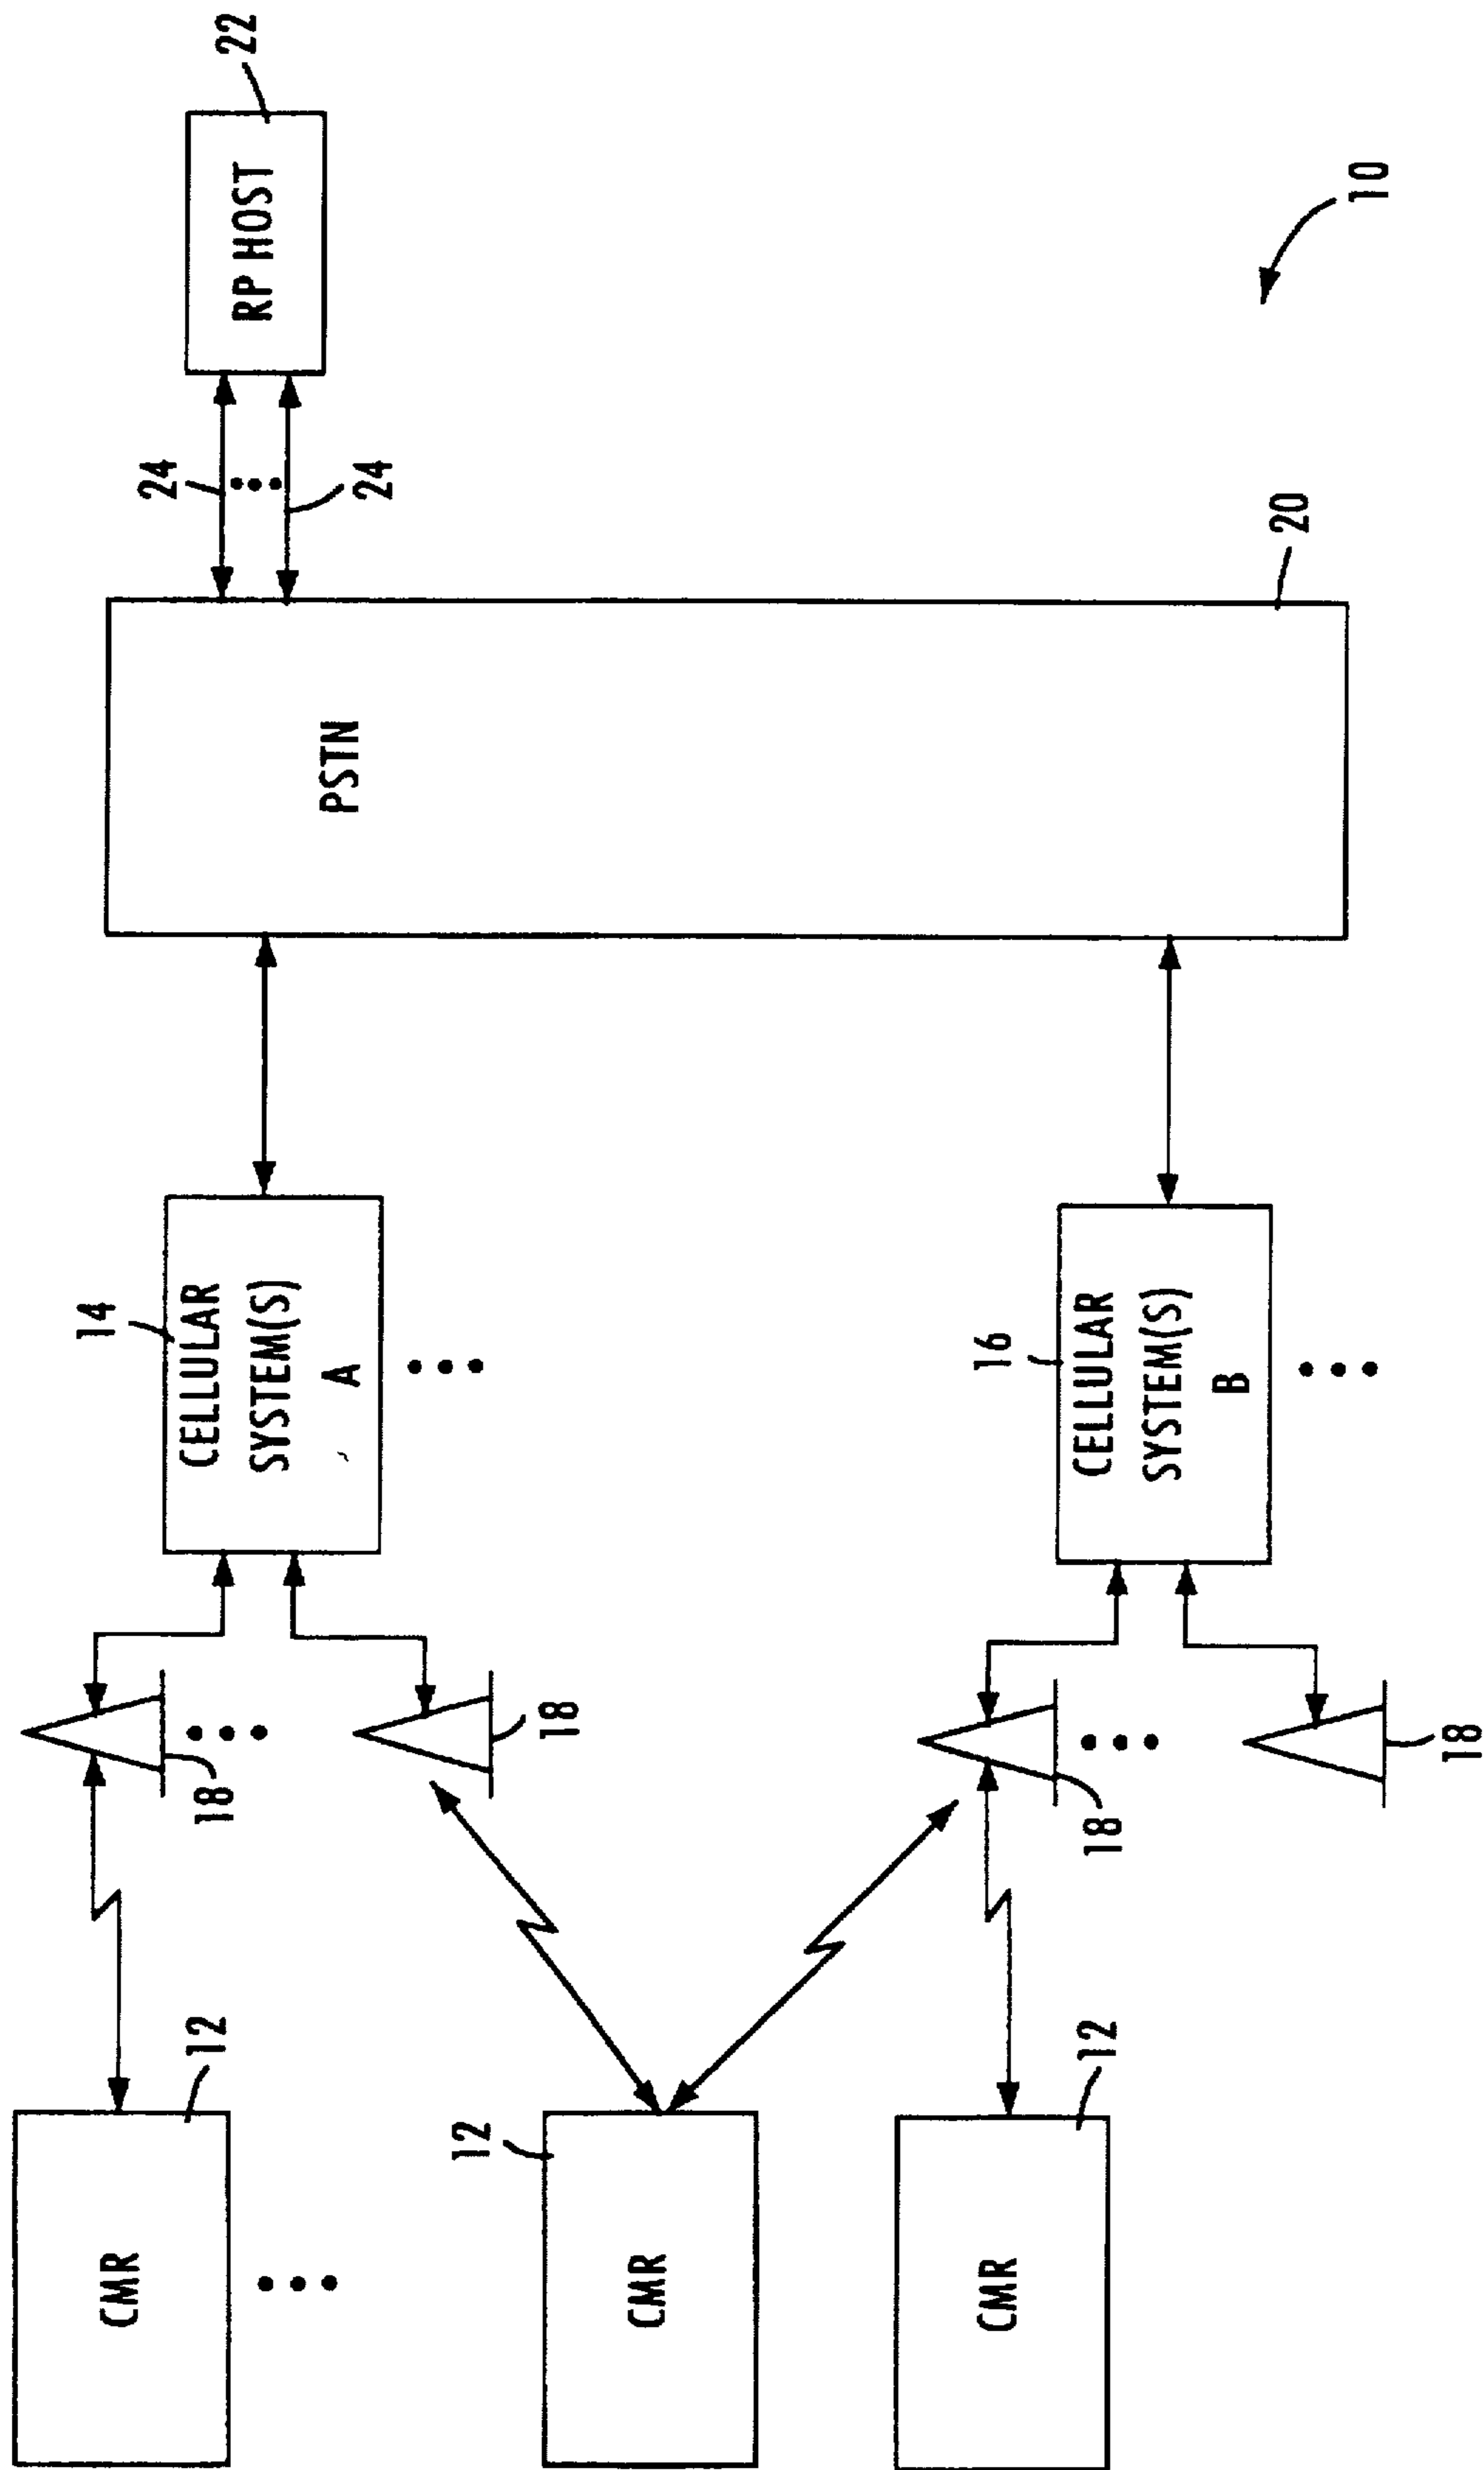 12
CMR
12
CMR
12
CMR
18
18
18
18
14
CELLULAR
SYSTEM(S)
A
16
CELLULAR
SYSTEM(S)
B
PSTN
20
24
24
RP HOST
22
10